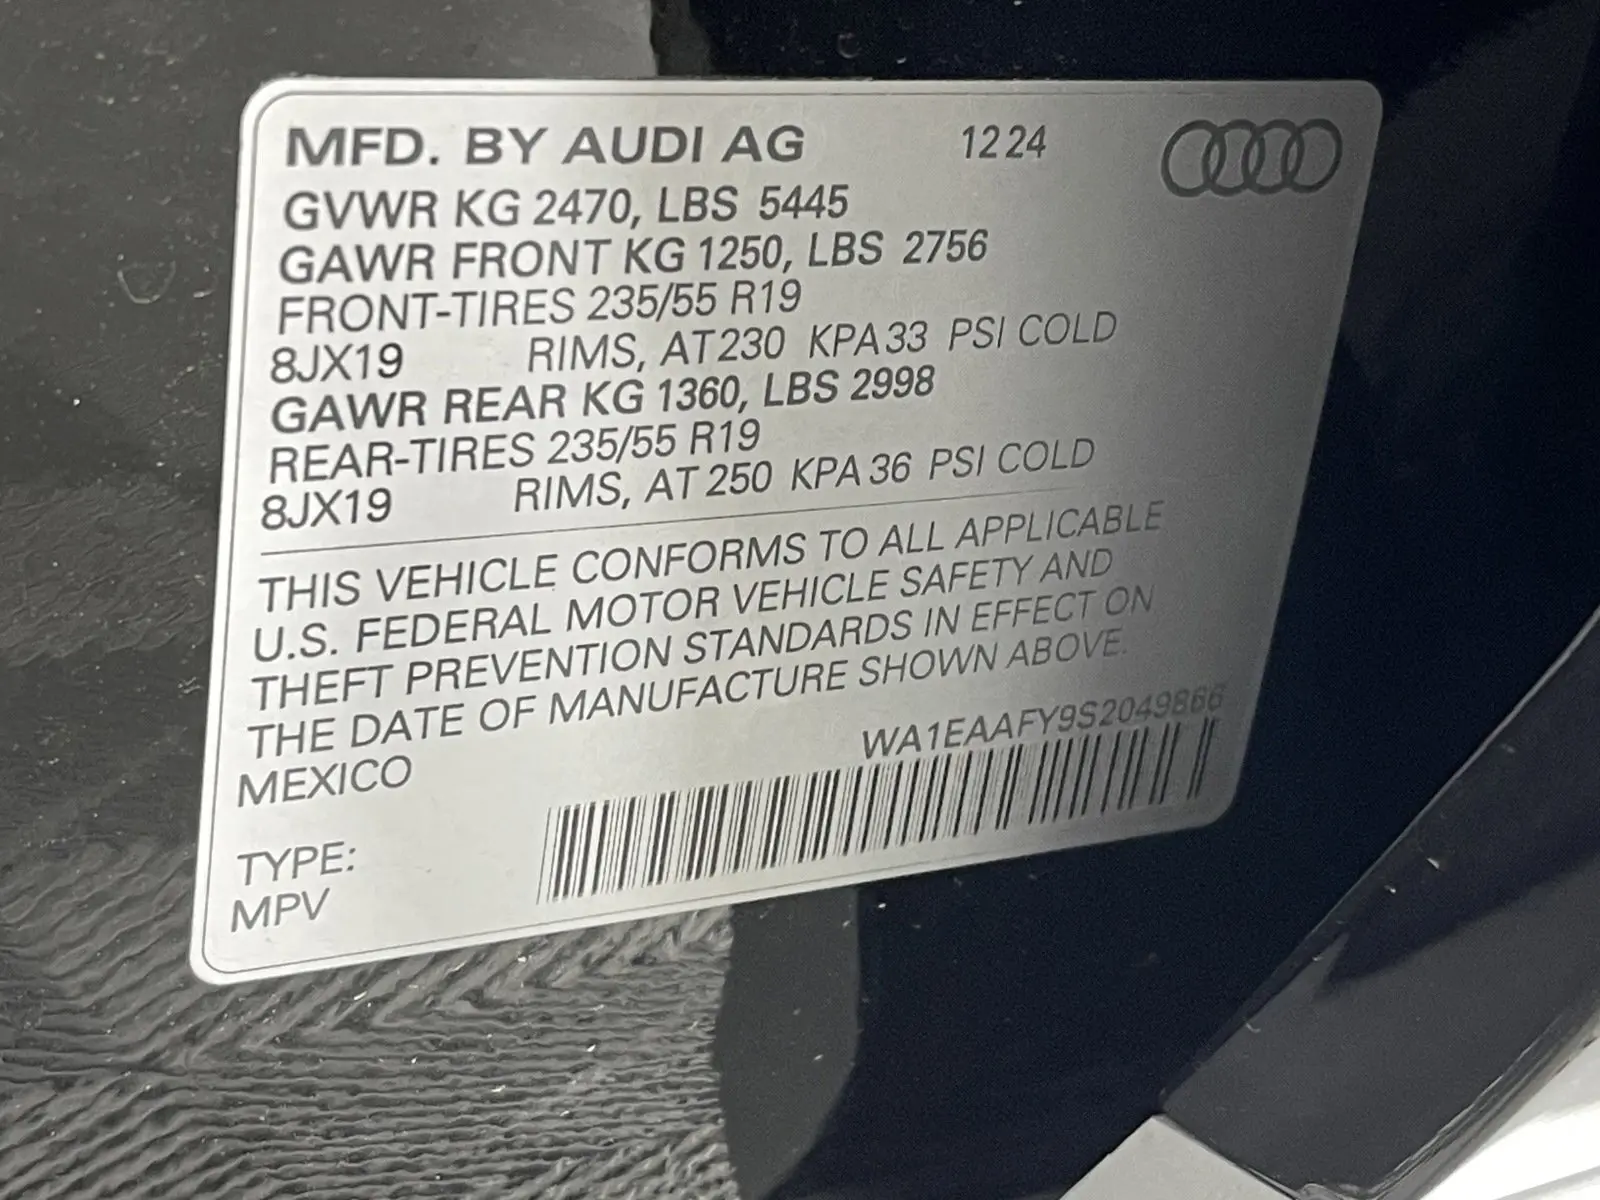 MFD. BY AUDI AG 12 24
GVWR KG 2470, LBS 5445
GAWR FRONT KG 1250, LBS 2756
FRONT-TIRES 235/55 R19
8JX19 RIMS, AT 230 KPA 33 PSI COLD
GAWR REAR KG 1360, LBS 2998
REAR-TIRES 235/55 R19
8JX19 RIMS, AT 250 KPA 36 PSI COLD
THIS VEHICLE CONFORMS TO ALL APPLICABLE
U.S. FEDERAL MOTOR VEHICLE SAFETY AND
THEFT PREVENTION STANDARDS IN EFFECT ON
THE DATE OF MANUFACTURE SHOWN ABOVE.
MEXICO
WA1EAAFY9S2049866
TYPE:
MPV